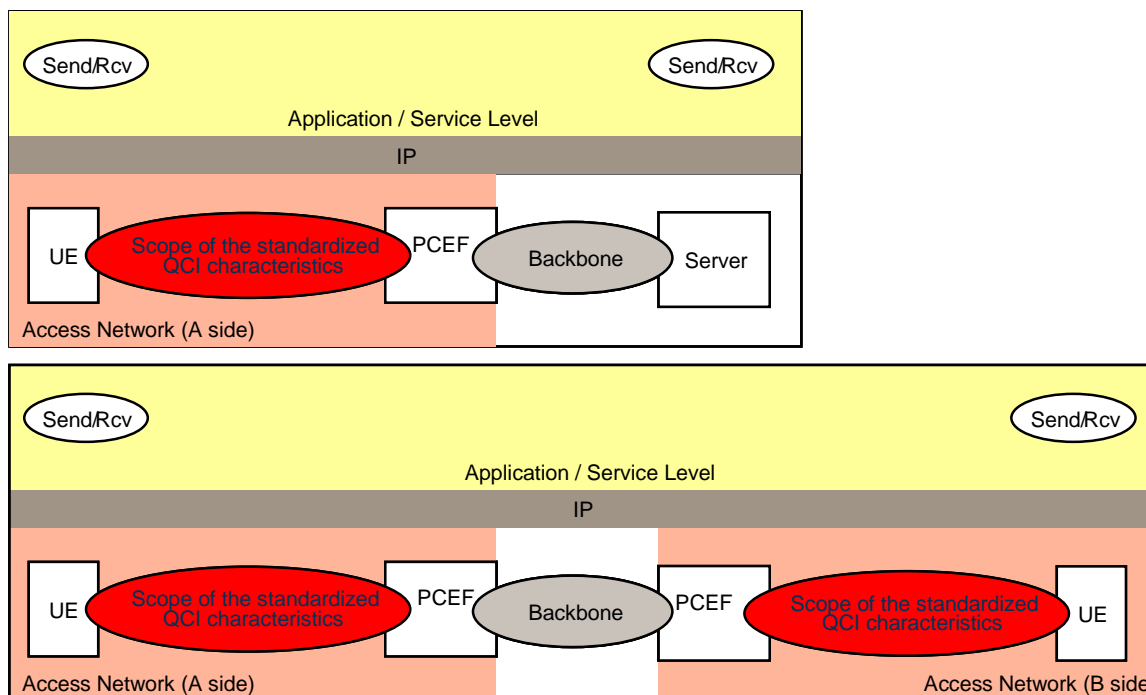 Send/Rcv
Send/Rcv
Application / Service Level
IP
UE
Scope of the standardized
QCI characteristics
PCEF
Backbone
Server
Access Network (A side)
Send/Rcv
Send/Rcv
Application / Service Level
IP
UE
Scope of the standardized
QCI characteristics
PCEF
Backbone
PCEF
Scope of the standardized
QCI characteristics
UE
Access Network (A side)
Access Network (B side